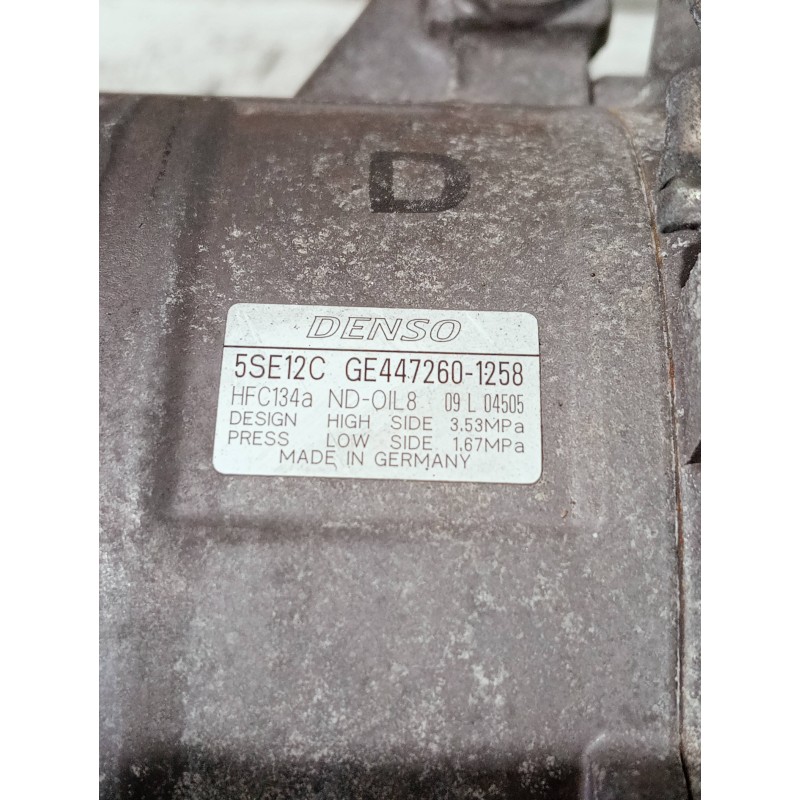 D
DENSO
5SE12C GE447260-1258
HFC134a ND-OIL8 09 L 04505
DESIGN HIGH SIDE 3.53MPa
PRESS LOW SIDE 1.67MPa
MADE IN GERMANY